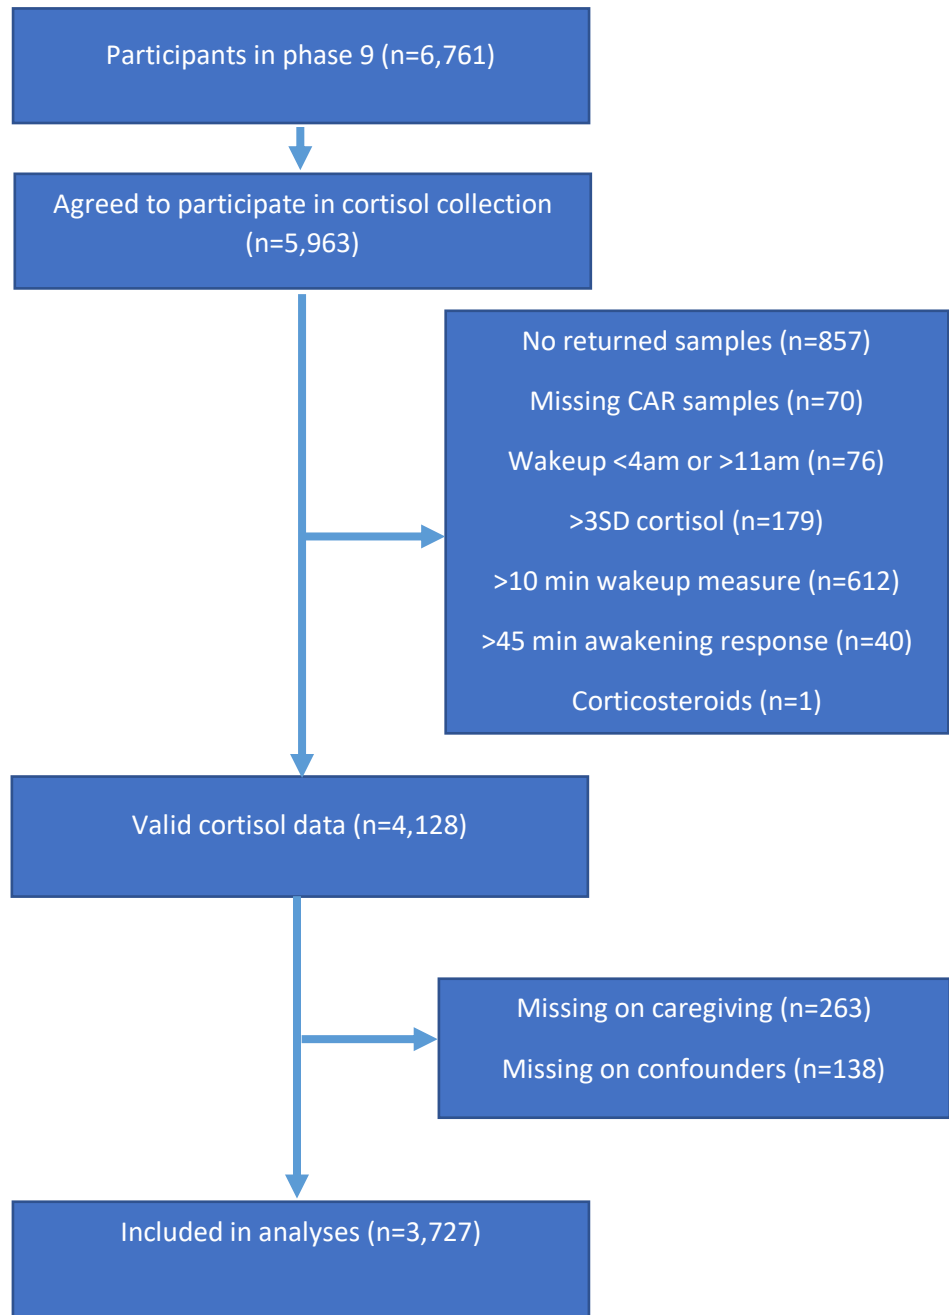 Participants in phase 9 (n=6,761)
Agreed to participate in cortisol collection
(n=5,963)
No returned samples (n=857)
Missing CAR samples (n=70)
Wakeup <4am or >11am (n=76)
>3SD cortisol (n=179)
>10 min wakeup measure (n=612)
>45 min awakening response (n=40)
Corticosteroids (n=1)
Valid cortisol data (n=4,128)
Missing on caregiving (n=263)
Missing on confounders (n=138)
Included in analyses (n=3,727)